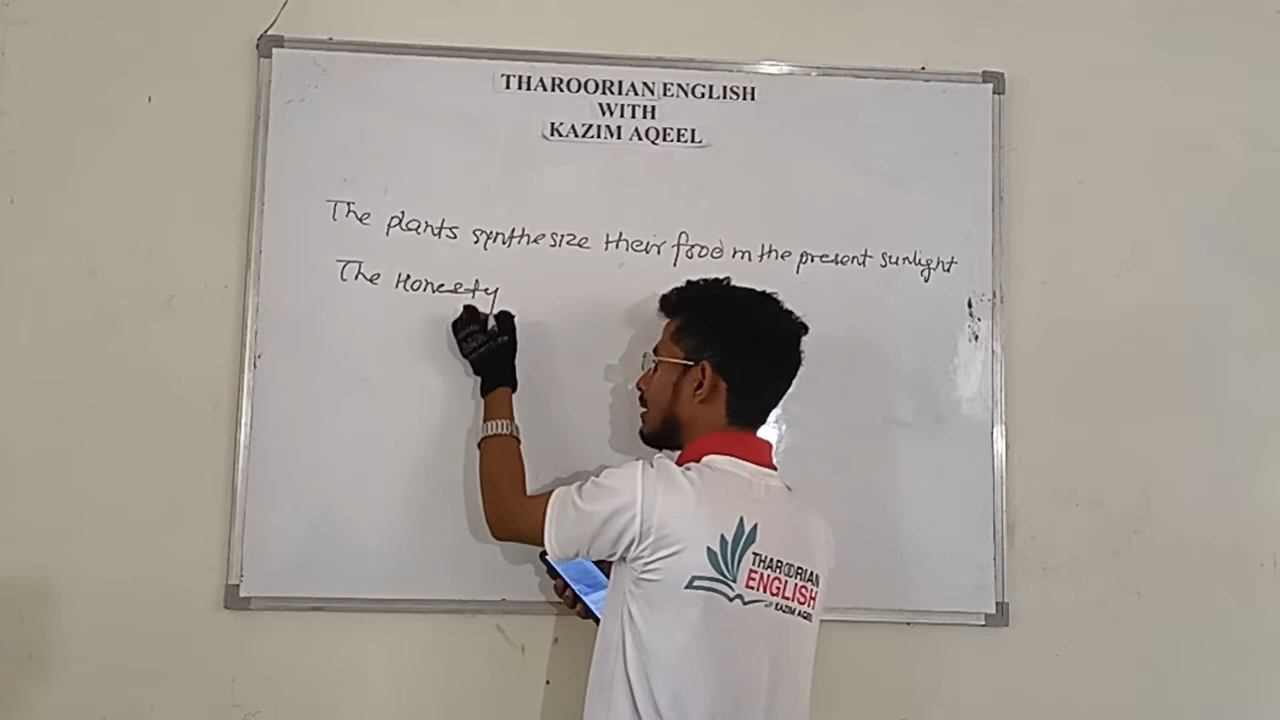 THAROORIAN ENGLISH
WITH
KAZIM AQEEL
The plants synthesize their food in the present sunlight
The Honesty
THAROORIAN
ENGLISH
KAZIM AQEEL